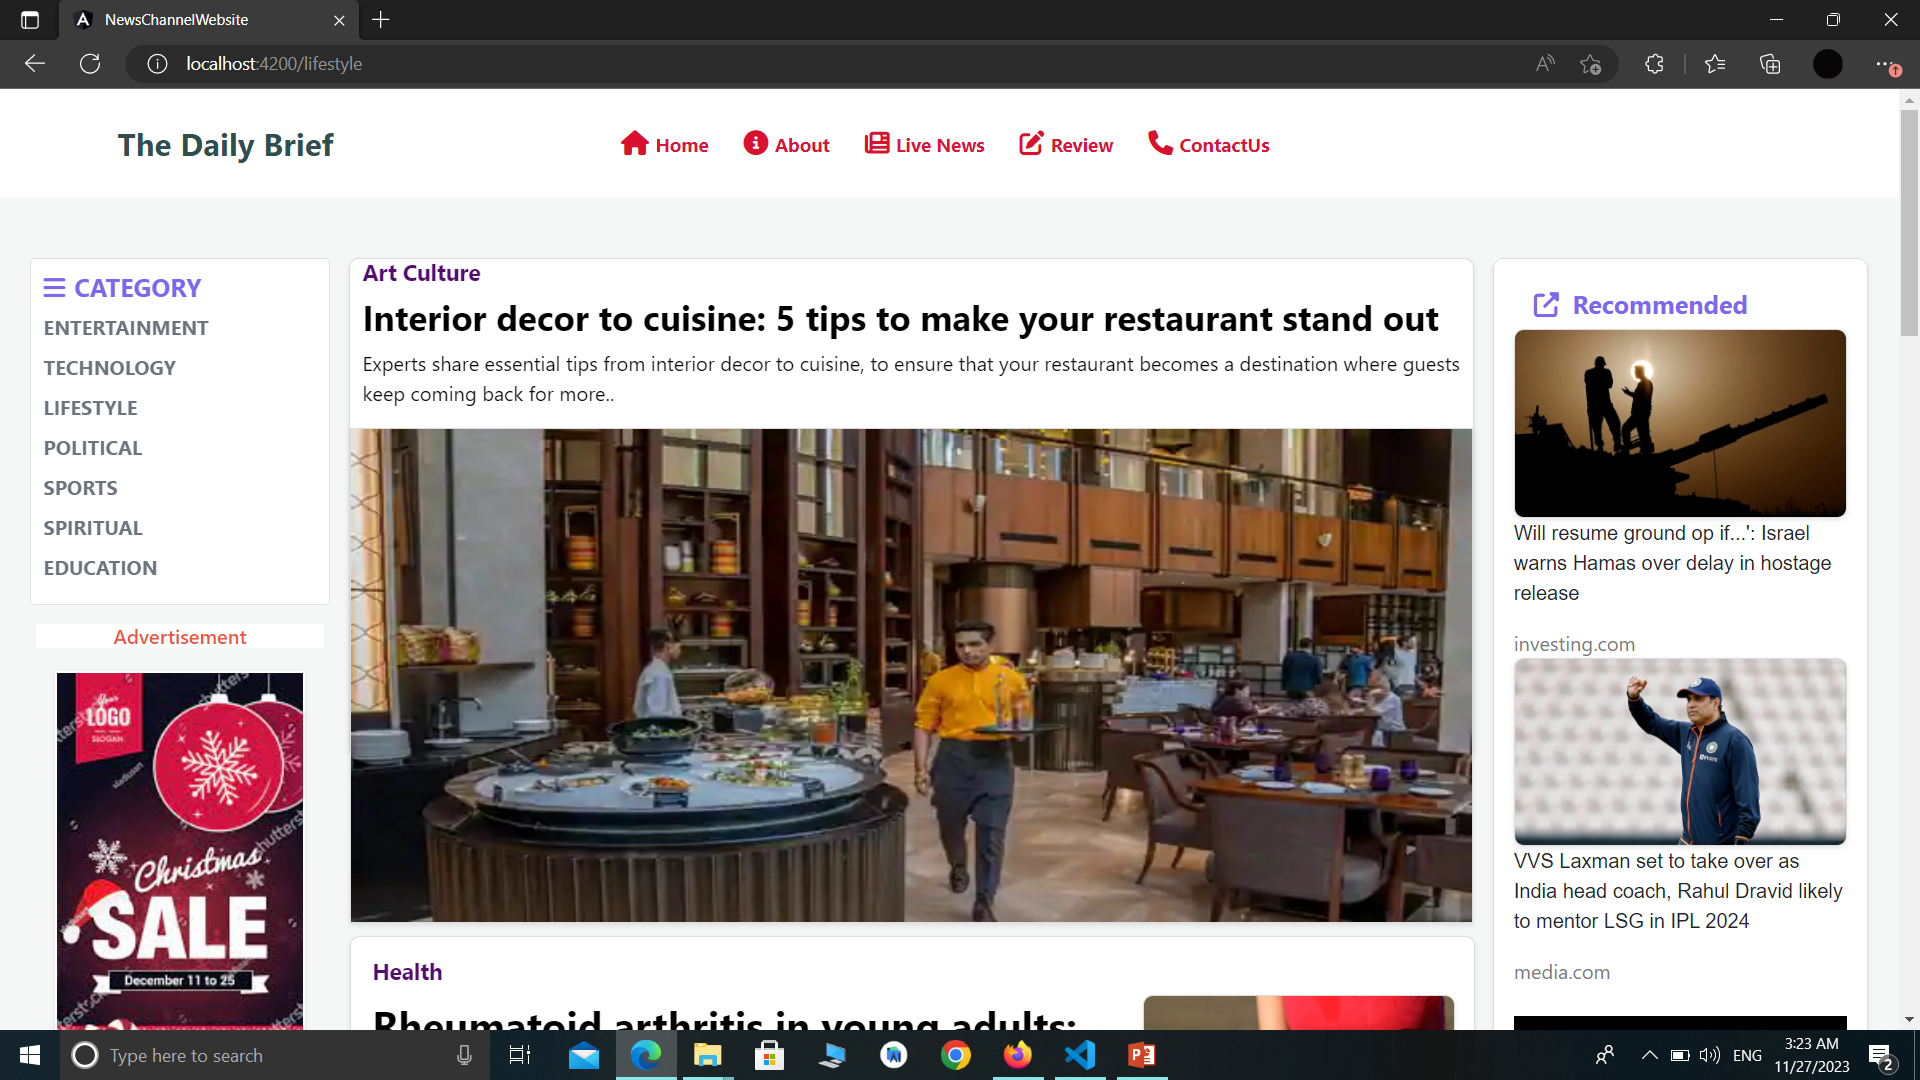 NewsChannelWebsite
localhost:4200/lifestyle
The Daily Brief
Home
About
Live News
Review
ContactUs
CATEGORY
ENTERTAINMENT
TECHNOLOGY
LIFESTYLE
POLITICAL
SPORTS
SPIRITUAL
EDUCATION
Advertisement
Your
LOGO
SLOGAN
Christmas
SALE
December 11 to 25
Art Culture
Interior decor to cuisine: 5 tips to make your restaurant stand out
Experts share essential tips from interior decor to cuisine, to ensure that your restaurant becomes a destination where guests
keep coming back for more..
Health
Rheumatoid arthritis in young adults:
Recommended
Will resume ground op if...': Israel
warns Hamas over delay in hostage
release
investing.com
VVS Laxman set to take over as
India head coach, Rahul Dravid likely
to mentor LSG in IPL 2024
media.com
Type here to search
ENG
3:23 AM
11/27/2023
2